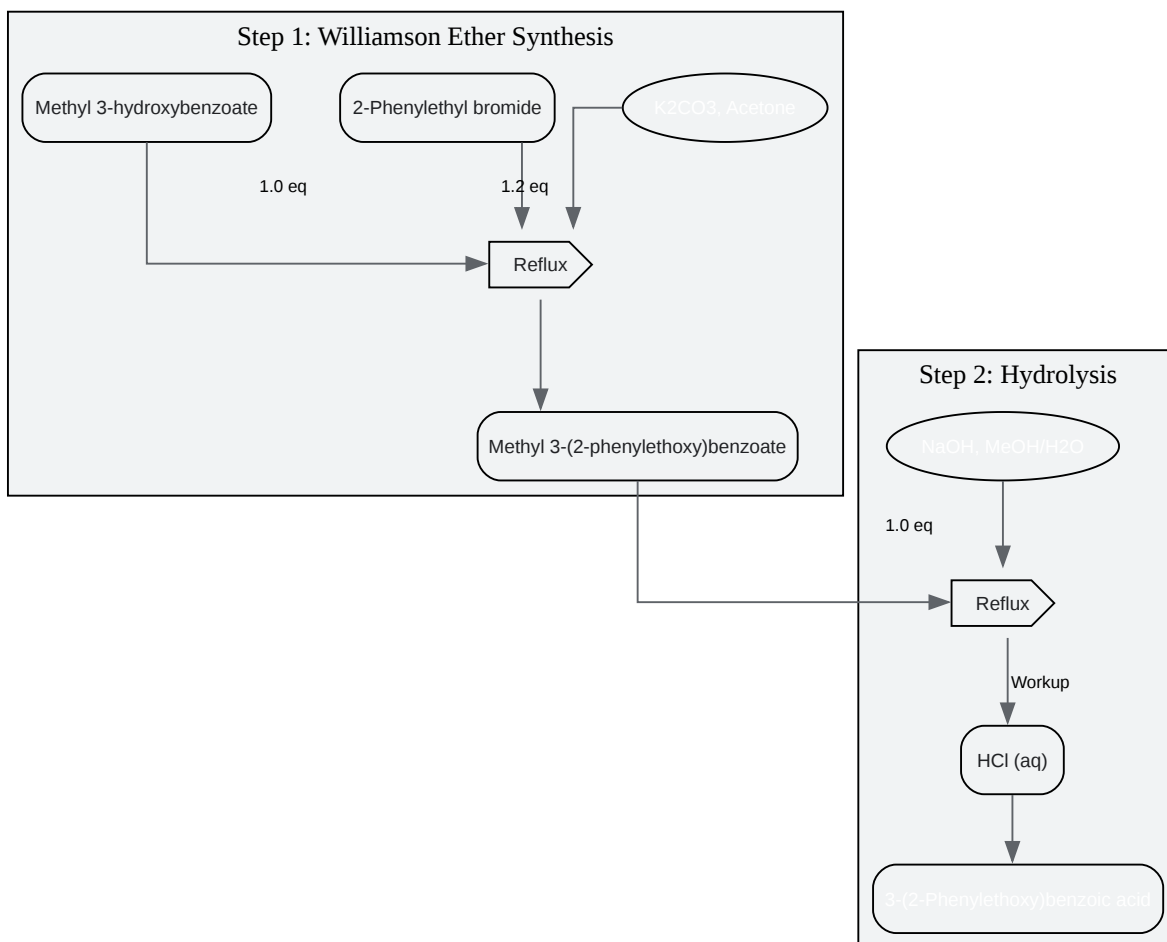 Step 1: Williamson Ether Synthesis
Methyl 3-hydroxybenzoate
2-Phenylethyl bromide
K2CO3, Acetone
1.0 eq
1.2 eq
Reflux
Methyl 3-(2-phenylethoxy)benzoate
Step 2: Hydrolysis
NaOH, MeOH/H2O
1.0 eq
Reflux
Workup
HCl (aq)
3-(2-Phenylethoxy)benzoic acid